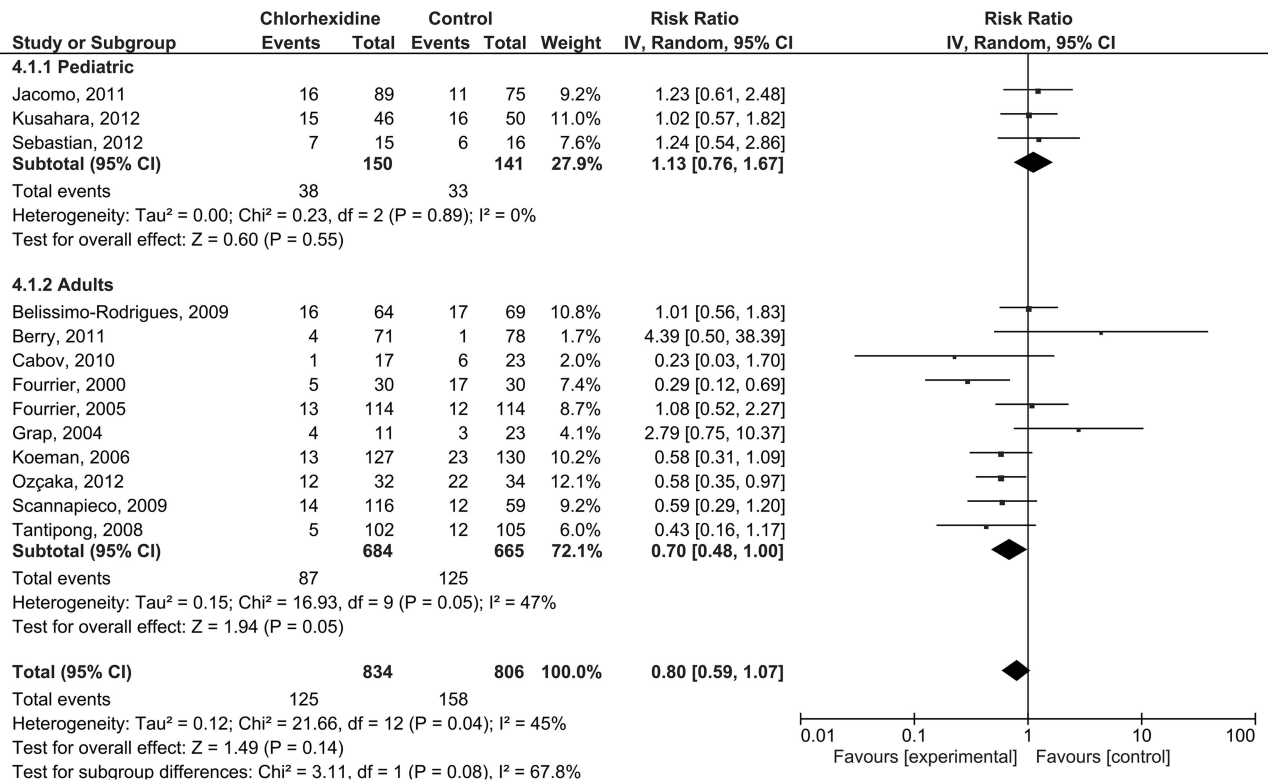 Chlorhexidine Control Risk Ratio Risk Ratio
Study or Subgroup Events Total Events Total Weight IV, Random, 95% CI IV, Random, 95% CI
4.1.1 Pediatric
Jacomo, 2011 16 89 11 75 9.2% 1.23 [0.61, 2.48]
Kusahara, 2012 15 46 16 50 11.0% 1.02 [0.57, 1.82]
Sebastian, 2012 7 15 6 16 7.6% 1.24 [0.54, 2.86]
Subtotal (95% CI) 150 141 27.9% 1.13 [0.76, 1.67]
Total events 38 33
Heterogeneity: Tau² = 0.00; Chi² = 0.23, df = 2 (P = 0.89); I² = 0%
Test for overall effect: Z = 0.60 (P = 0.55)
4.1.2 Adults
Belissimo-Rodrigues, 2009 16 64 17 69 10.8% 1.01 [0.56, 1.83]
Berry, 2011 4 71 1 78 1.7% 4.39 [0.50, 38.39]
Cabov, 2010 1 17 6 23 2.0% 0.23 [0.03, 1.70]
Fourrier, 2000 5 30 17 30 7.4% 0.29 [0.12, 0.69]
Fourrier, 2005 13 114 12 114 8.7% 1.08 [0.52, 2.27]
Grap, 2004 4 11 3 23 4.1% 2.79 [0.75, 10.37]
Koeman, 2006 13 127 23 130 10.2% 0.58 [0.31, 1.09]
Ozçaka, 2012 12 32 22 34 12.1% 0.58 [0.35, 0.97]
Scannapieco, 2009 14 116 12 59 9.2% 0.59 [0.29, 1.20]
Tantipong, 2008 5 102 12 105 6.0% 0.43 [0.16, 1.17]
Subtotal (95% CI) 684 665 72.1% 0.70 [0.48, 1.00]
Total events 87 125
Heterogeneity: Tau² = 0.15; Chi² = 16.93, df = 9 (P = 0.05); I² = 47%
Test for overall effect: Z = 1.94 (P = 0.05)
Total (95% CI) 834 806 100.0% 0.80 [0.59, 1.07]
Total events 125 158
Heterogeneity: Tau² = 0.12; Chi² = 21.66, df = 12 (P = 0.04); I² = 45%
Test for overall effect: Z = 1.49 (P = 0.14)
Test for subgroup differences: Chi² = 3.11, df = 1 (P = 0.08), I² = 67.8%
0.01 0.1 1 10 100
Favours [experimental] Favours [control]